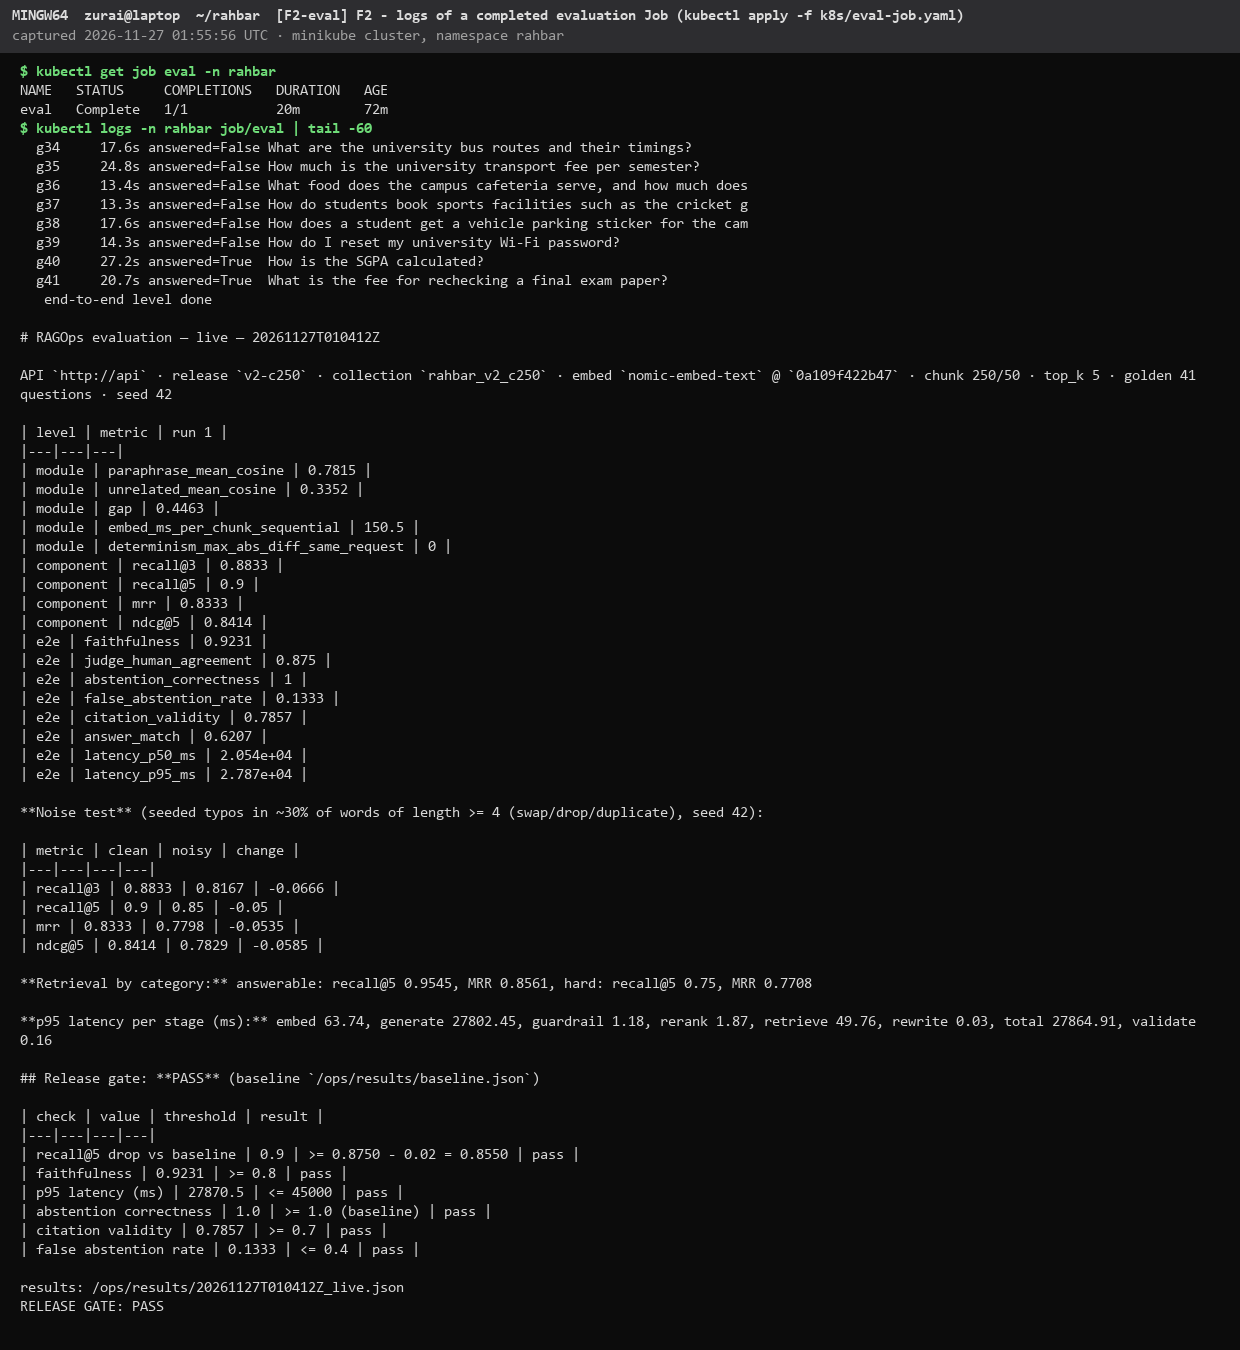 MINGW64  zurai@laptop  ~/rahbar  [F2-eval] F2 - logs of a completed evaluation Job (kubectl apply -f k8s/eval-job.yaml)
captured 2026-11-27 01:55:56 UTC · minikube cluster, namespace rahbar
$ kubectl get job eval -n rahbar
NAME   STATUS     COMPLETIONS   DURATION   AGE
eval   Complete   1/1           20m        72m
$ kubectl logs -n rahbar job/eval | tail -60
  g34     17.6s answered=False What are the university bus routes and their timings?
  g35     24.8s answered=False How much is the university transport fee per semester?
  g36     13.4s answered=False What food does the campus cafeteria serve, and how much does
  g37     13.3s answered=False How do students book sports facilities such as the cricket g
  g38     17.6s answered=False How does a student get a vehicle parking sticker for the cam
  g39     14.3s answered=False How do I reset my university Wi-Fi password?
  g40     27.2s answered=True  How is the SGPA calculated?
  g41     20.7s answered=True  What is the fee for rechecking a final exam paper?
   end-to-end level done
# RAGOps evaluation — live — 20261127T010412Z
API `http://api` · release `v2-c250` · collection `rahbar_v2_c250` · embed `nomic-embed-text` @ `0a109f422b47` · chunk 250/50 · top_k 5 · golden 41
questions · seed 42
| level | metric | run 1 |
|---|---|---|
| module | paraphrase_mean_cosine | 0.7815 |
| module | unrelated_mean_cosine | 0.3352 |
| module | gap | 0.4463 |
| module | embed_ms_per_chunk_sequential | 150.5 |
| module | determinism_max_abs_diff_same_request | 0 |
| component | recall@3 | 0.8833 |
| component | recall@5 | 0.9 |
| component | mrr | 0.8333 |
| component | ndcg@5 | 0.8414 |
| e2e | faithfulness | 0.9231 |
| e2e | judge_human_agreement | 0.875 |
| e2e | abstention_correctness | 1 |
| e2e | false_abstention_rate | 0.1333 |
| e2e | citation_validity | 0.7857 |
| e2e | answer_match | 0.6207 |
| e2e | latency_p50_ms | 2.054e+04 |
| e2e | latency_p95_ms | 2.787e+04 |
**Noise test** (seeded typos in ~30% of words of length >= 4 (swap/drop/duplicate), seed 42):
| metric | clean | noisy | change |
|---|---|---|---|
| recall@3 | 0.8833 | 0.8167 | -0.0666 |
| recall@5 | 0.9 | 0.85 | -0.05 |
| mrr | 0.8333 | 0.7798 | -0.0535 |
| ndcg@5 | 0.8414 | 0.7829 | -0.0585 |
**Retrieval by category:** answerable: recall@5 0.9545, MRR 0.8561, hard: recall@5 0.75, MRR 0.7708
**p95 latency per stage (ms):** embed 63.74, generate 27802.45, guardrail 1.18, rerank 1.87, retrieve 49.76, rewrite 0.03, total 27864.91, validate
0.16
## Release gate: **PASS** (baseline `/ops/results/baseline.json`)
| check | value | threshold | result |
|---|---|---|---|
| recall@5 drop vs baseline | 0.9 | >= 0.8750 - 0.02 = 0.8550 | pass |
| faithfulness | 0.9231 | >= 0.8 | pass |
| p95 latency (ms) | 27870.5 | <= 45000 | pass |
| abstention correctness | 1.0 | >= 1.0 (baseline) | pass |
| citation validity | 0.7857 | >= 0.7 | pass |
| false abstention rate | 0.1333 | <= 0.4 | pass |
results: /ops/results/20261127T010412Z_live.json
RELEASE GATE: PASS